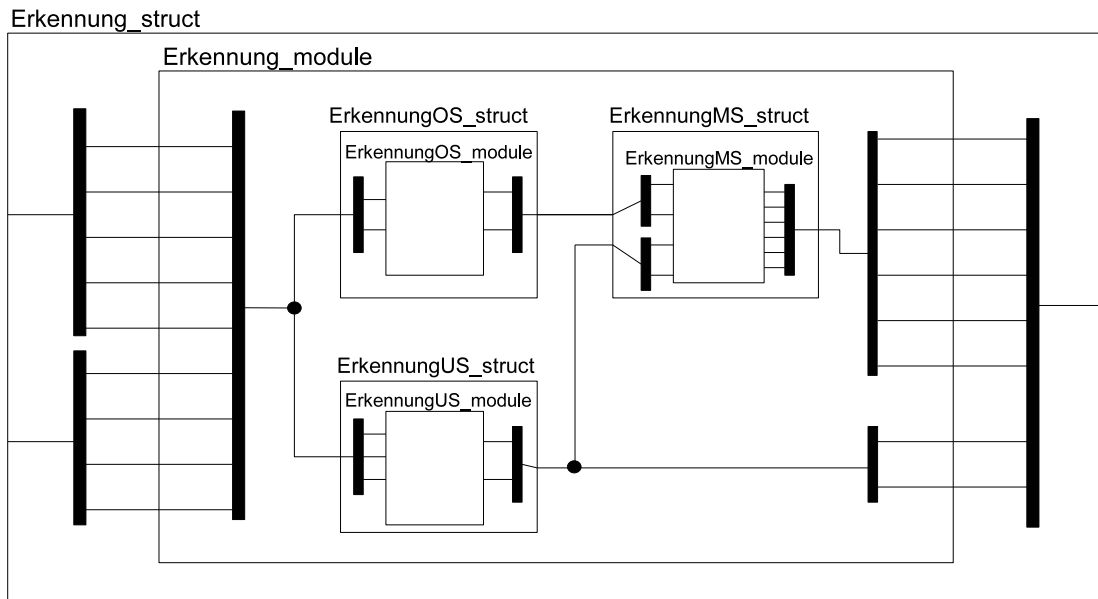 Erkennung_struct
Erkennung_module
ErkennungOS_struct
ErkennungOS_module
ErkennungMS_struct
ErkennungMS_module
ErkennungUS_struct
ErkennungUS_module